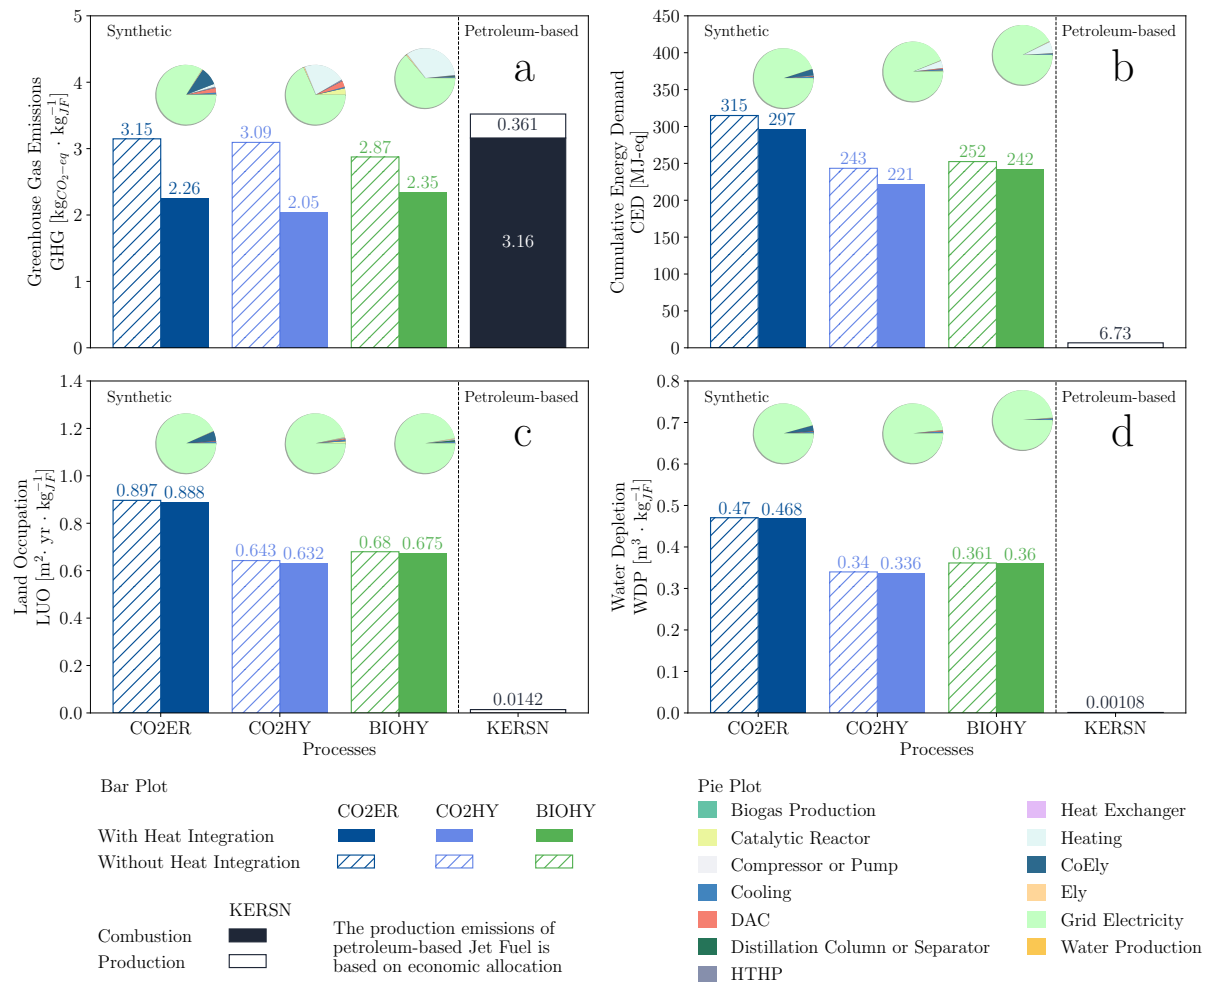 Synthetic
Petroleum-based
a
Greenhouse Gas Emissions
GHG [kgCO2−eq · kg−1JF]
5
4
3
2
1
0
3.15
2.26
3.09
2.05
2.87
2.35
0.361
3.16
Synthetic
Petroleum-based
b
Cumulative Energy Demand
CED [MJ-eq]
450
400
350
300
250
200
150
100
50
0
315
297
243
221
252
242
6.73
Synthetic
Petroleum-based
c
Land Occupation
LUO [m2 · yr · kg−1JF]
1.4
1.2
1.0
0.8
0.6
0.4
0.2
0.0
0.897
0.888
0.643
0.632
0.68
0.675
0.0142
CO2ER
CO2HY
BIOHY
KERSN
Processes
Synthetic
Petroleum-based
d
Water Depletion
WDP [m3 · kg−1JF]
0.8
0.7
0.6
0.5
0.4
0.3
0.2
0.1
0.0
0.47
0.468
0.34
0.336
0.361
0.36
0.00108
CO2ER
CO2HY
BIOHY
KERSN
Processes
Bar Plot
CO2ER CO2HY BIOHY
With Heat Integration
Without Heat Integration
KERSN
Combustion
Production
The production emissions of
petroleum-based Jet Fuel is
based on economic allocation
Pie Plot
Biogas Production
Catalytic Reactor
Compressor or Pump
Cooling
DAC
Distillation Column or Separator
HTHP
Heat Exchanger
Heating
CoEly
Ely
Grid Electricity
Water Production